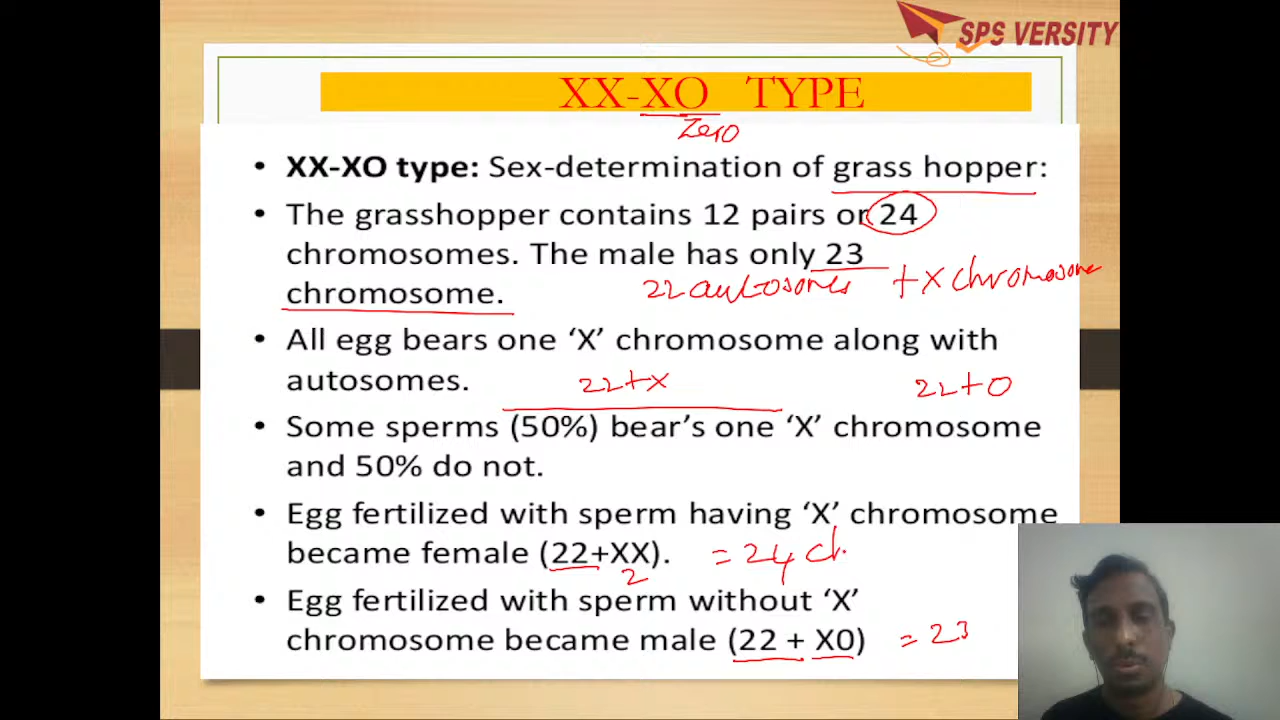 SPS VERSITY
XX-XO TYPE
Zero
• XX-XO type: Sex-determination of grass hopper:
• The grasshopper contains 12 pairs or 24
chromosomes. The male has only 23
22 autosomes + X chromosome
chromosome.
• All egg bears one ‘X’ chromosome along with
autosomes. 22+X 22+0
• Some sperms (50%) bear’s one ‘X’ chromosome
and 50% do not.
• Egg fertilized with sperm having ‘X’ chromosome
became female (22+XX). = 24 ch
2
• Egg fertilized with sperm without ‘X’
chromosome became male (22 + X0) = 23